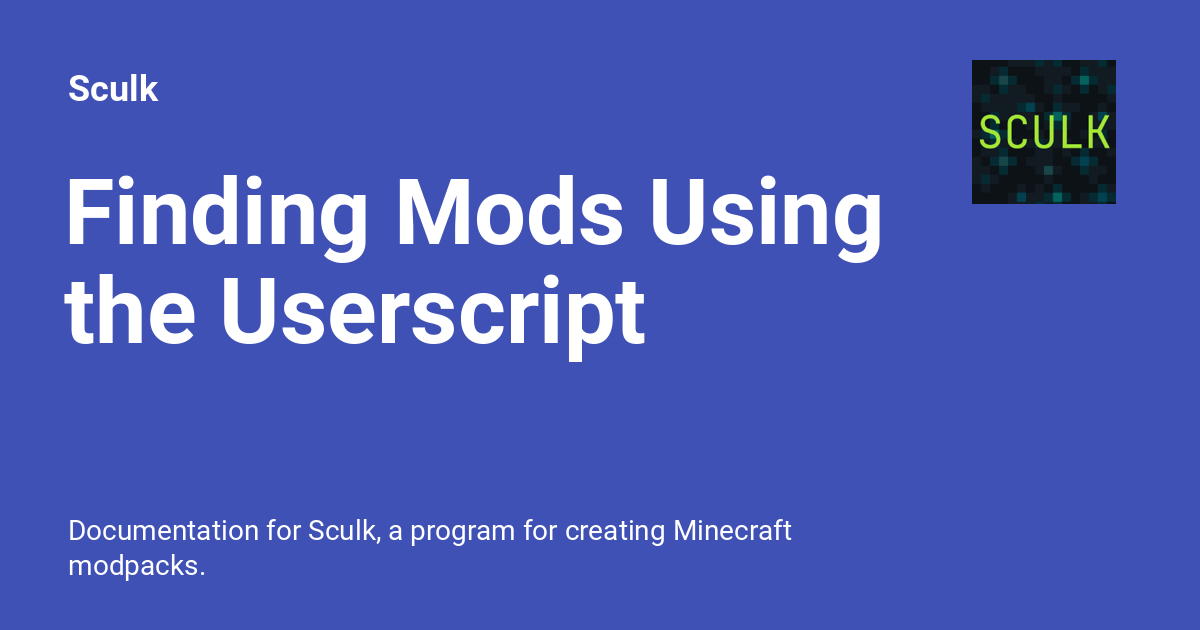 Sculk
SCULK
Finding Mods Using
the Userscript
Documentation for Sculk, a program for creating Minecraft
modpacks.